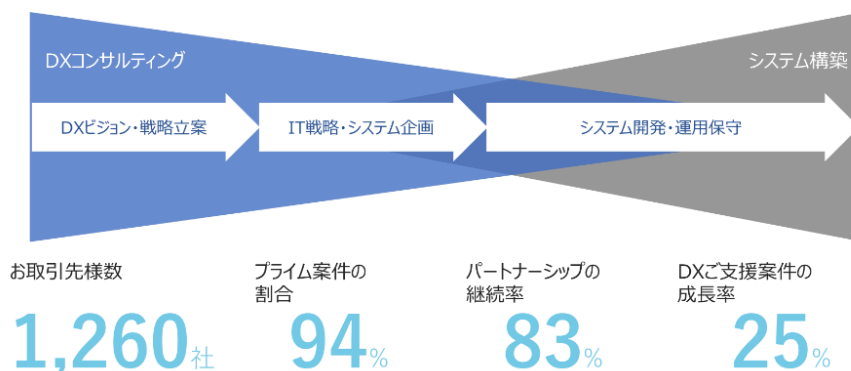 DXコンサルティング
システム構築
DXビジョン・戦略立案
IT戦略・システム企画
システム開発・運用保守
お取引先様数
1,260社
プライム案件の
割合
94%
パートナーシップの
継続率
83%
DXご支援案件の
成長率
25%